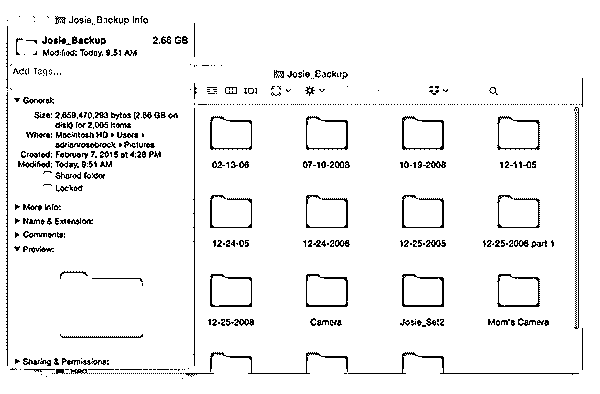 Josie_Backup Info
Josie_Backup 2.66 GB
Modified: Today, 9:51 AM
Add Tags...
General:
Size: 2,659,470,293 bytes (2.66 GB on
disk) for 2,065 items
Where: Macintosh HD ▸ Users ▸
adrianrosebrock ▸ Pictures
Created: February 7, 2015 at 4:28 PM
Modified: Today, 9:51 AM
Shared folder
Locked
More Info:
Name & Extension:
Comments:
Preview:
Sharing & Permissions:
Josie_Backup
02-13-06 07-10-2008 10-19-2008 12-11-05
12-24-05 12-24-2006 12-25-2005 12-25-2006 part 1
12-25-2008 Camera Josie_Set2 Mom's Camera